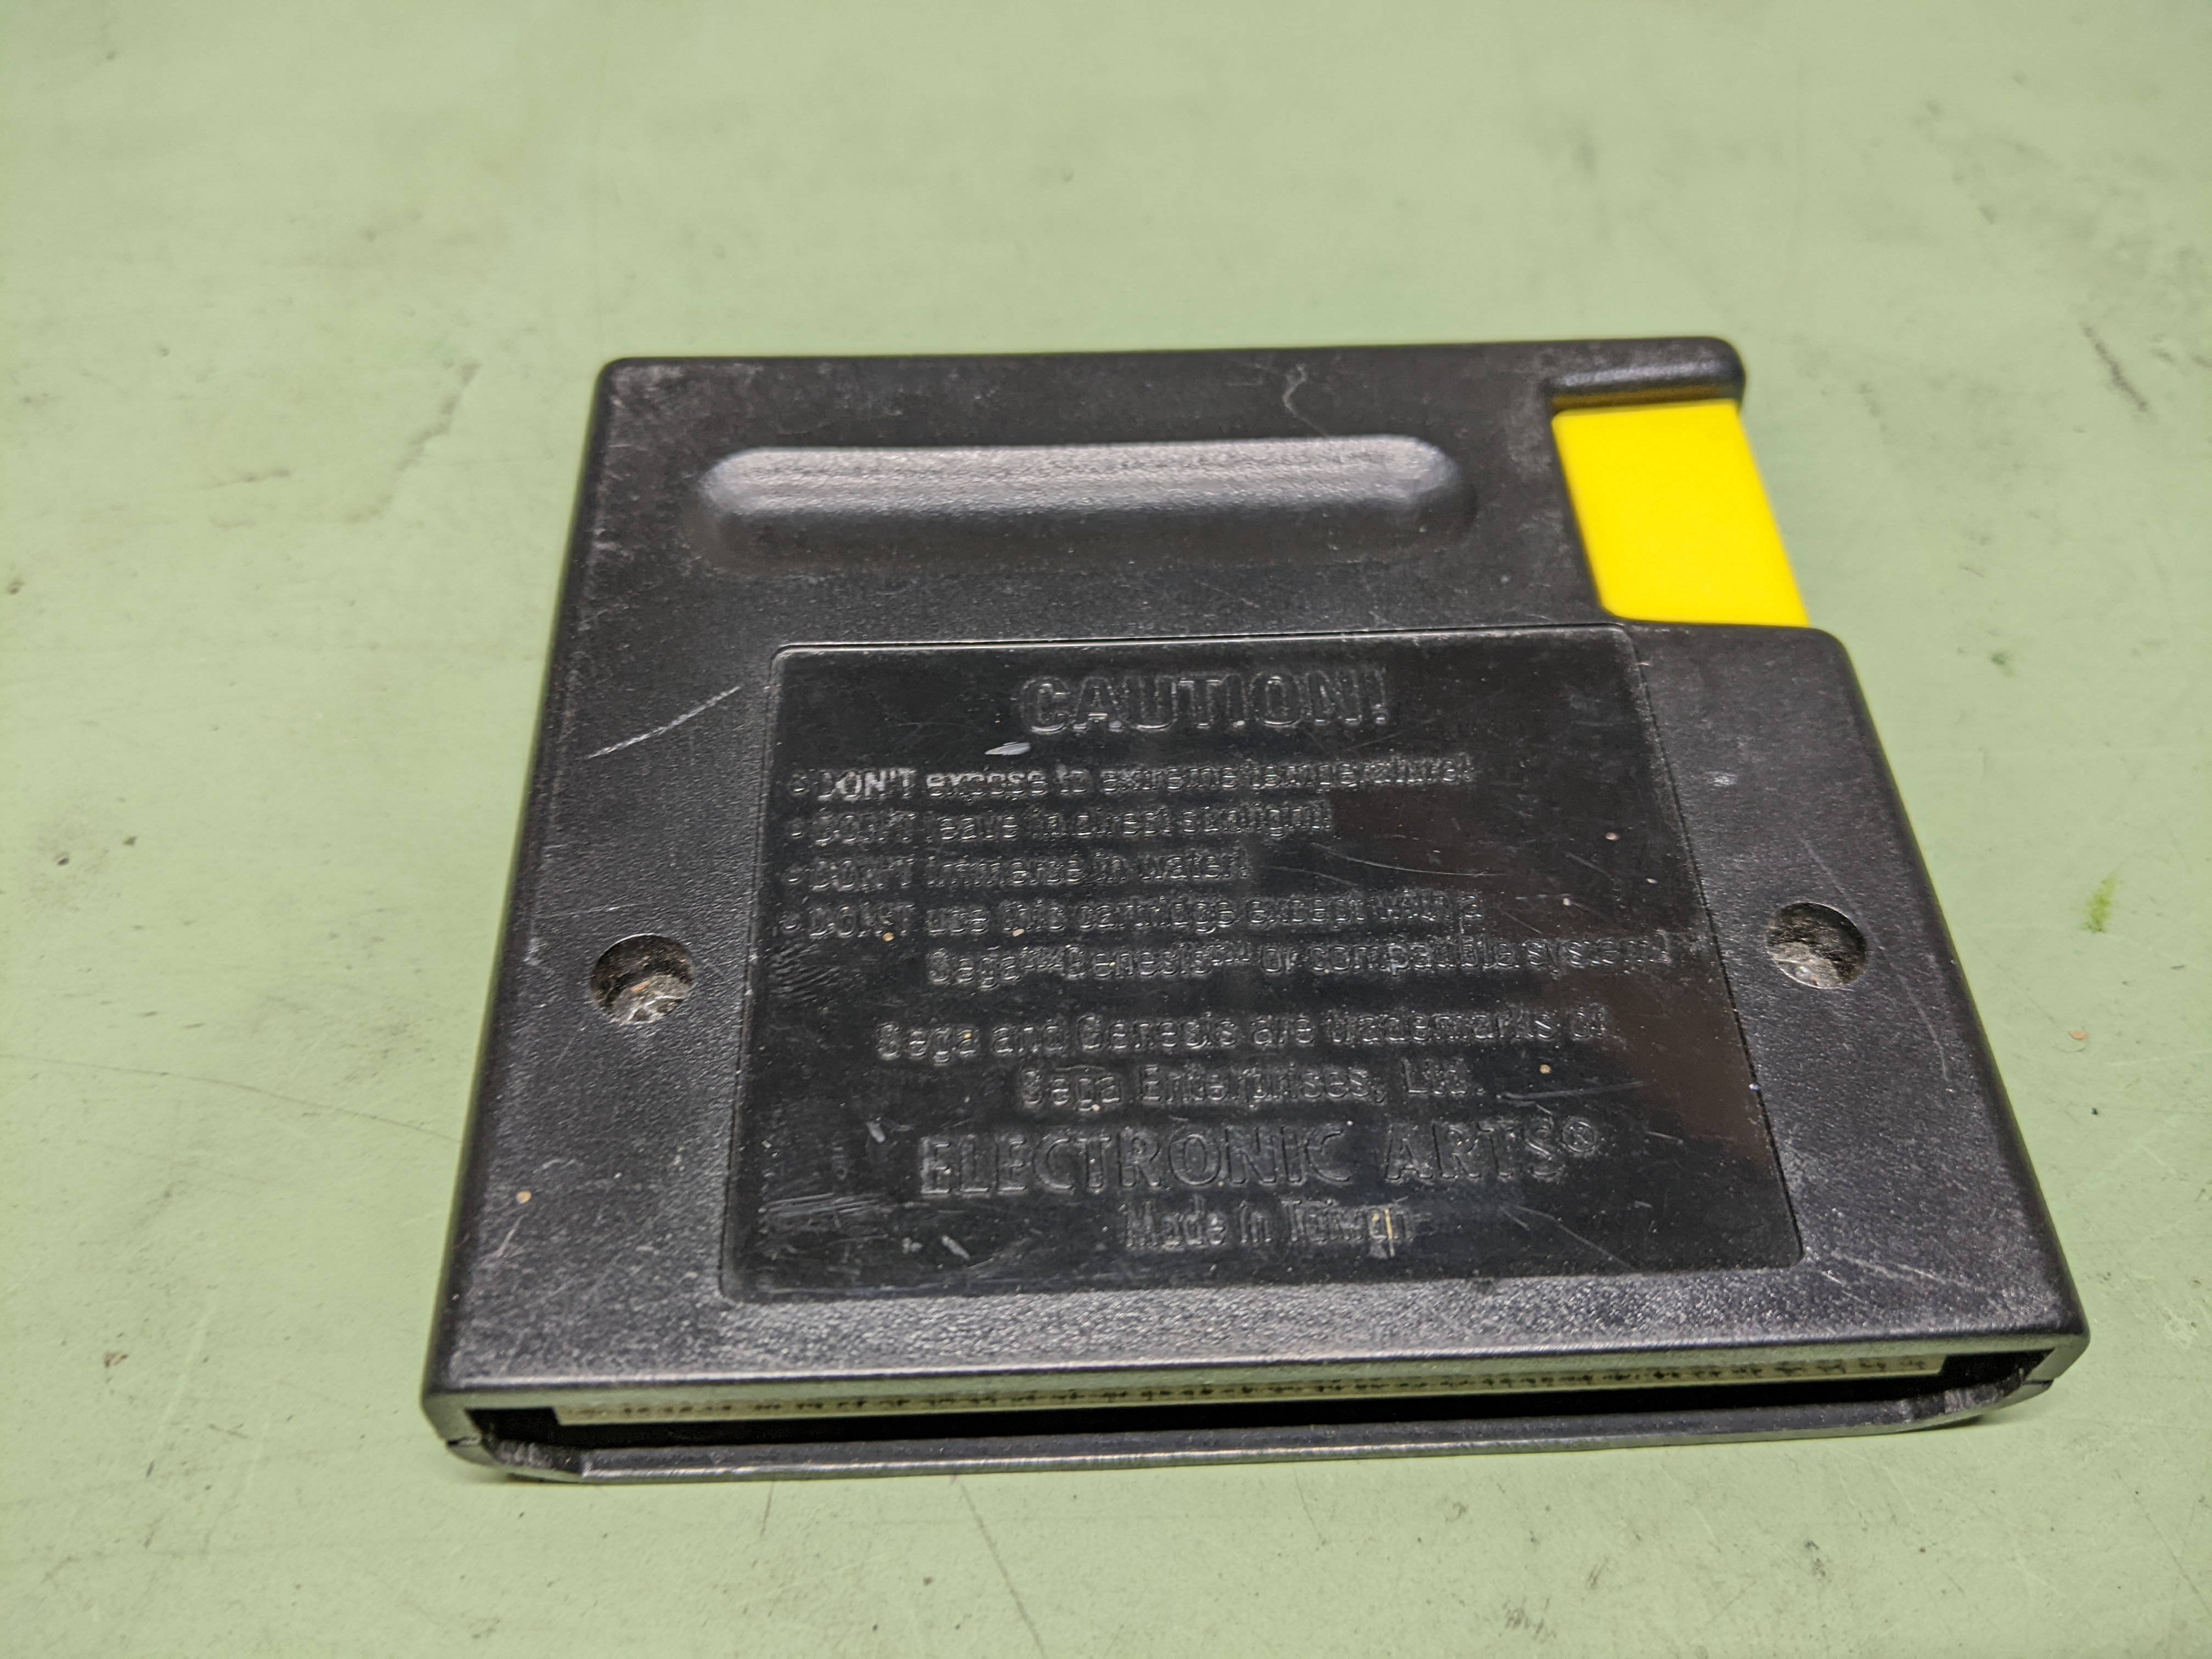 CAUTION!
• DON'T expose to extreme temperature!
• DON'T leave in direct sunlight!
• DON'T immerse in water!
• DON'T use this cartridge except with a
Sega™ Genesis™ or compatible system!
Sega and Genesis are trademarks of
Sega Enterprises, Ltd.
ELECTRONIC ARTS®
Made in Taiwan